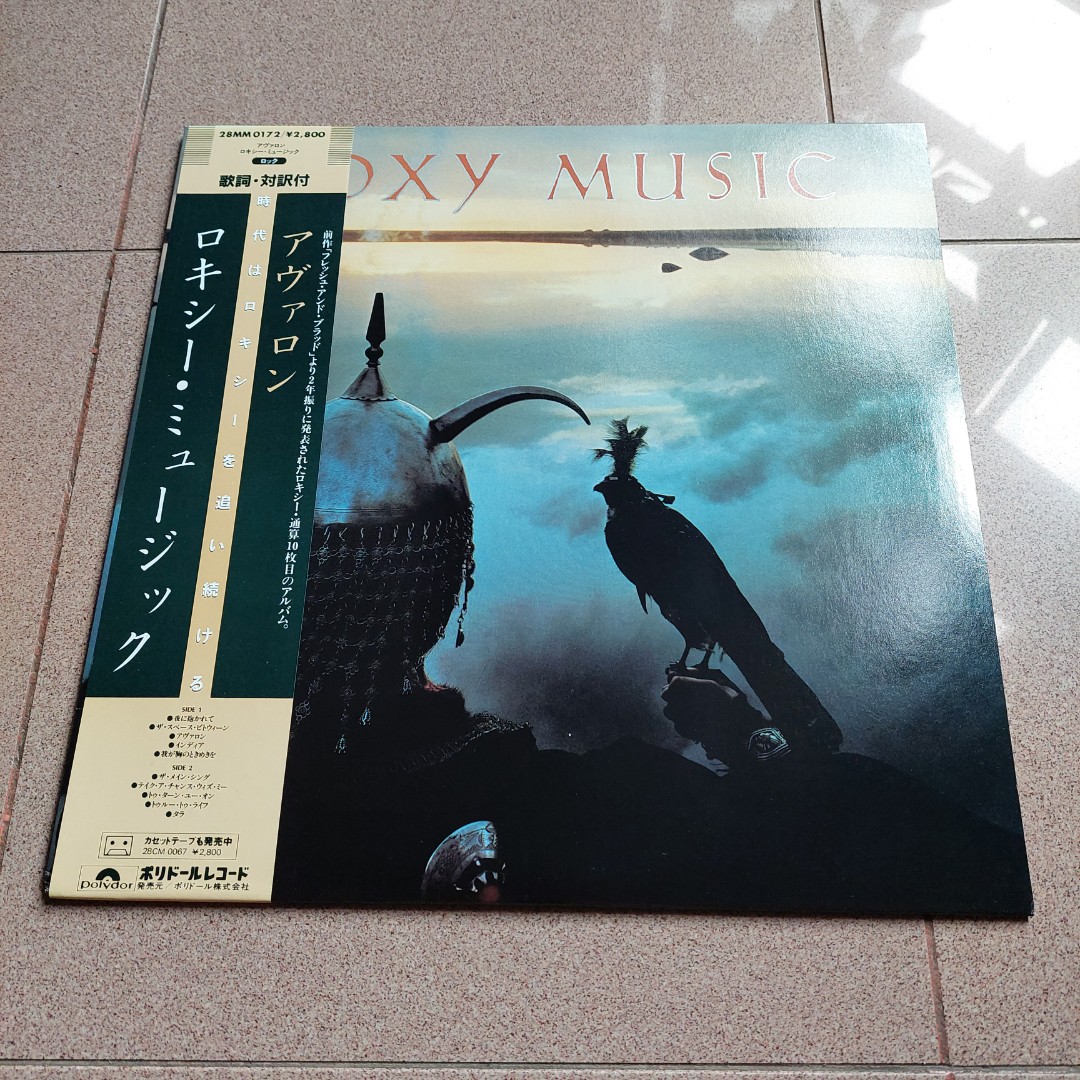 28MM 0172/¥2,800
アヴァロン
ロキシー・ミュージック
ロック
歌詞・対訳付
OXY MUSIC
ロキシー・ミュージック
時代はロキシーを追い続ける
アヴァロン
前作「フレッシュ・アンド・ブラッド」より2年振りに発表されたロキシー・通算10枚目のアルバム。
SIDE 1
●夜に抱かれて
●ザ・スペース・ビトウィーン
●アヴァロン
●インディア
●我が胸のときめきを
SIDE 2
●ザ・メイン・シング
●テイク・ア・チャンス・ウィズ・ミー
●トゥ・ターン・ユー・オン
●トゥルー・トゥ・ライフ
●タラ
カセットテープも発売中
28CM 0067 ¥2,800
polydor
ポリドールレコード
発売元/ポリドール株式会社